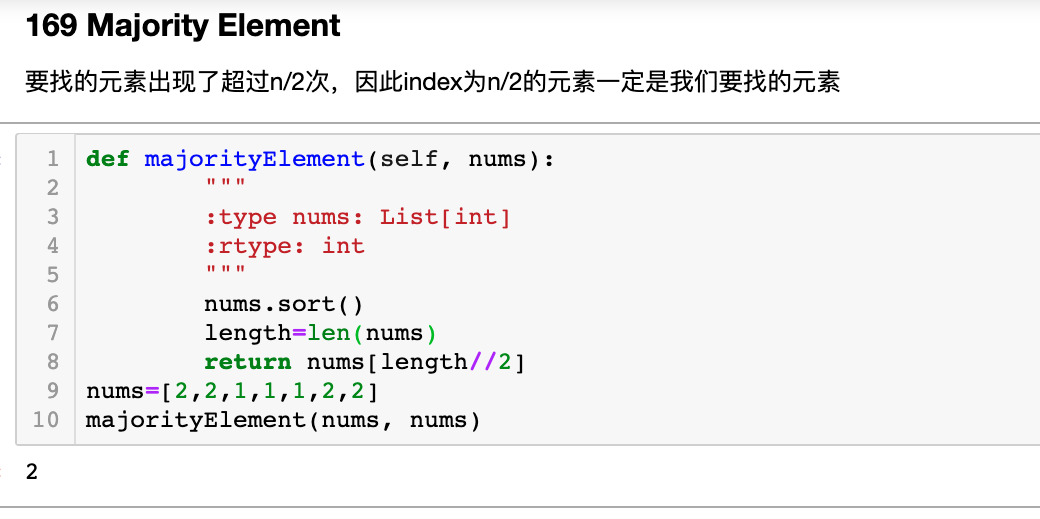 169 Majority Element
要找的元素出现了超过n/2次，因此index为n/2的元素一定是我们要找的元素
1 def majorityElement(self, nums):
2         """
3         :type nums: List[int]
4         :rtype: int
5         """
6         nums.sort()
7         length=len(nums)
8         return nums[length//2]
9 nums=[2,2,1,1,1,2,2]
10 majorityElement(nums, nums)
2